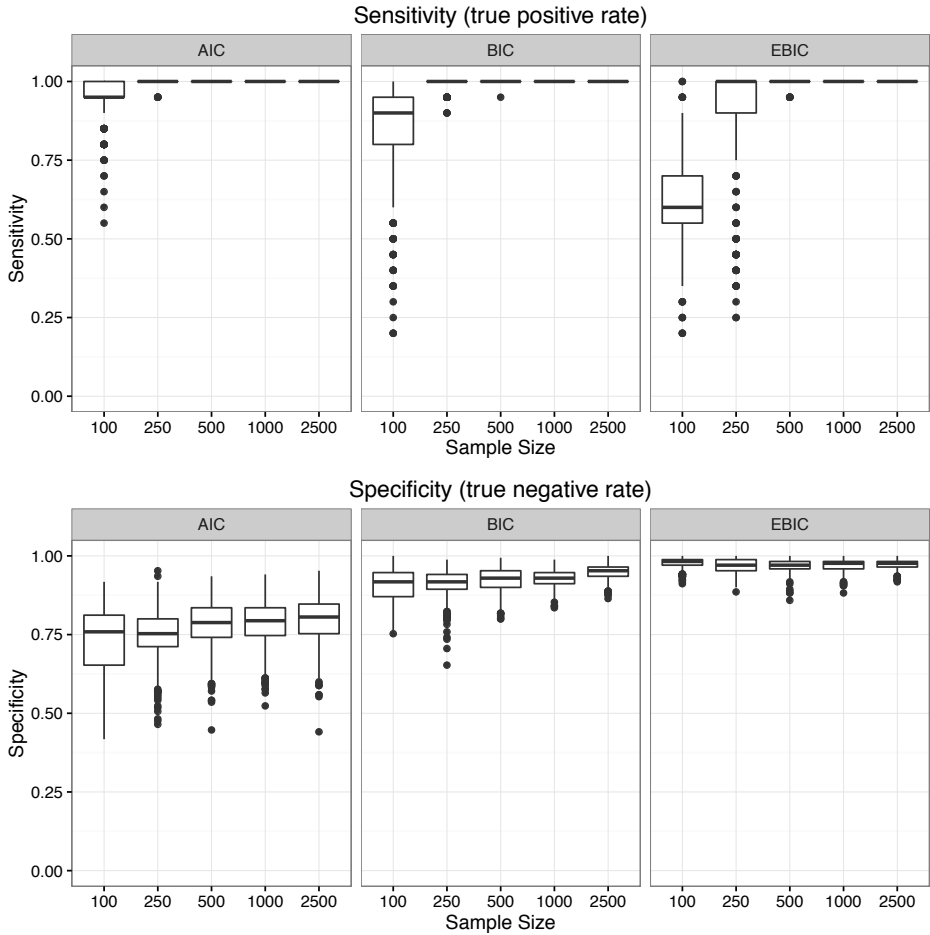 Sensitivity (true positive rate)
AIC BIC EBIC
Sensitivity
1.00
0.75
0.50
0.25
0.00
100 250 500 1000 2500 100 250 500 1000 2500 100 250 500 1000 2500
Sample Size
Specificity (true negative rate)
AIC BIC EBIC
Specificity
1.00
0.75
0.50
0.25
0.00
100 250 500 1000 2500 100 250 500 1000 2500 100 250 500 1000 2500
Sample Size